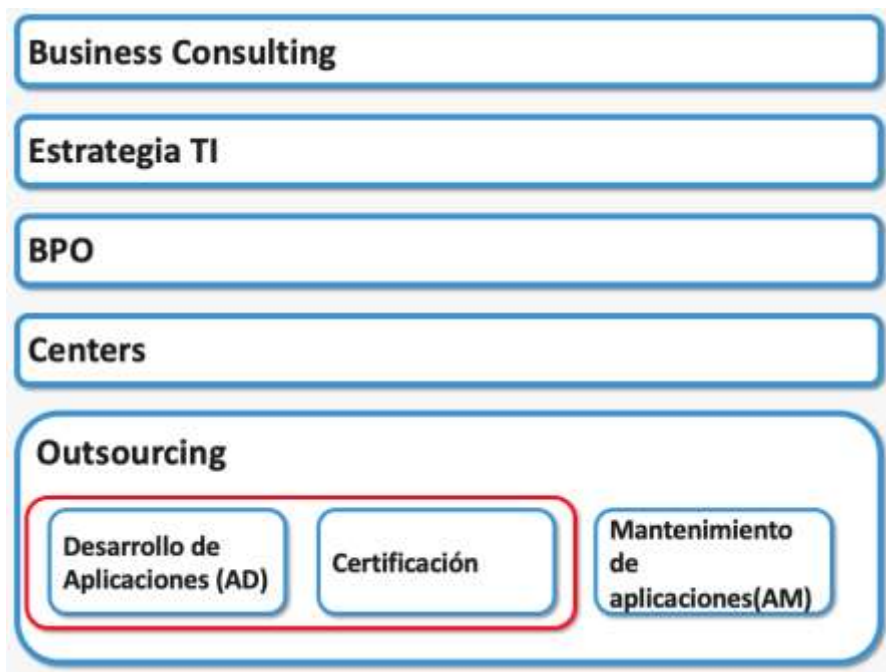 Business Consulting
Estrategia TI
BPO
Centers
Outsourcing
Desarrollo de
Aplicaciones (AD)
Certificación
Mantenimiento
de
aplicaciones(AM)